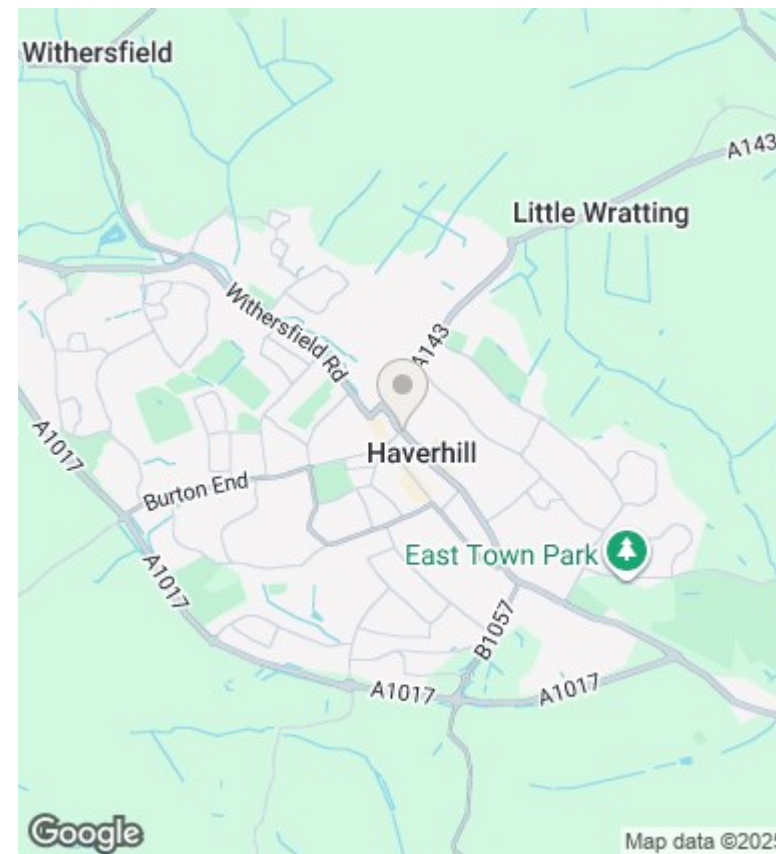 Withersfield
A143
Little Wratting
Withersfield Rd
A143
Haverhill
A1017
Burton End
East Town Park
A1017
B1057
A1017
A1017
Google
Map data ©2025